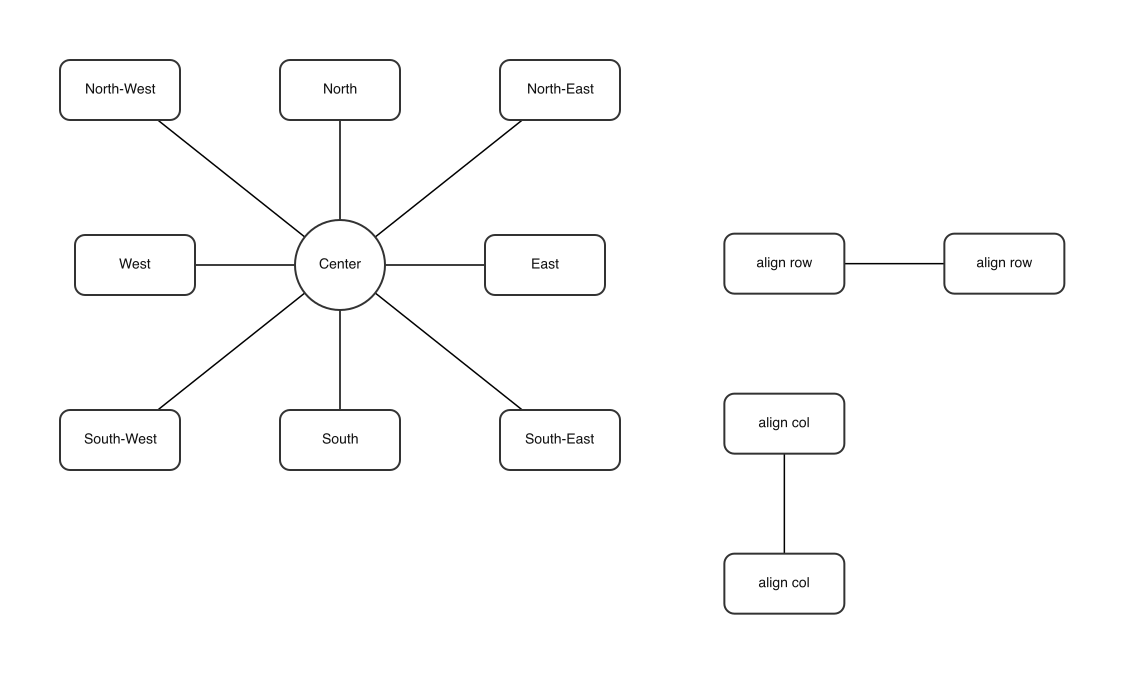 North-West
North
North-East
West
Center
East
align row
align row
South-West
South
South-East
align col
align col